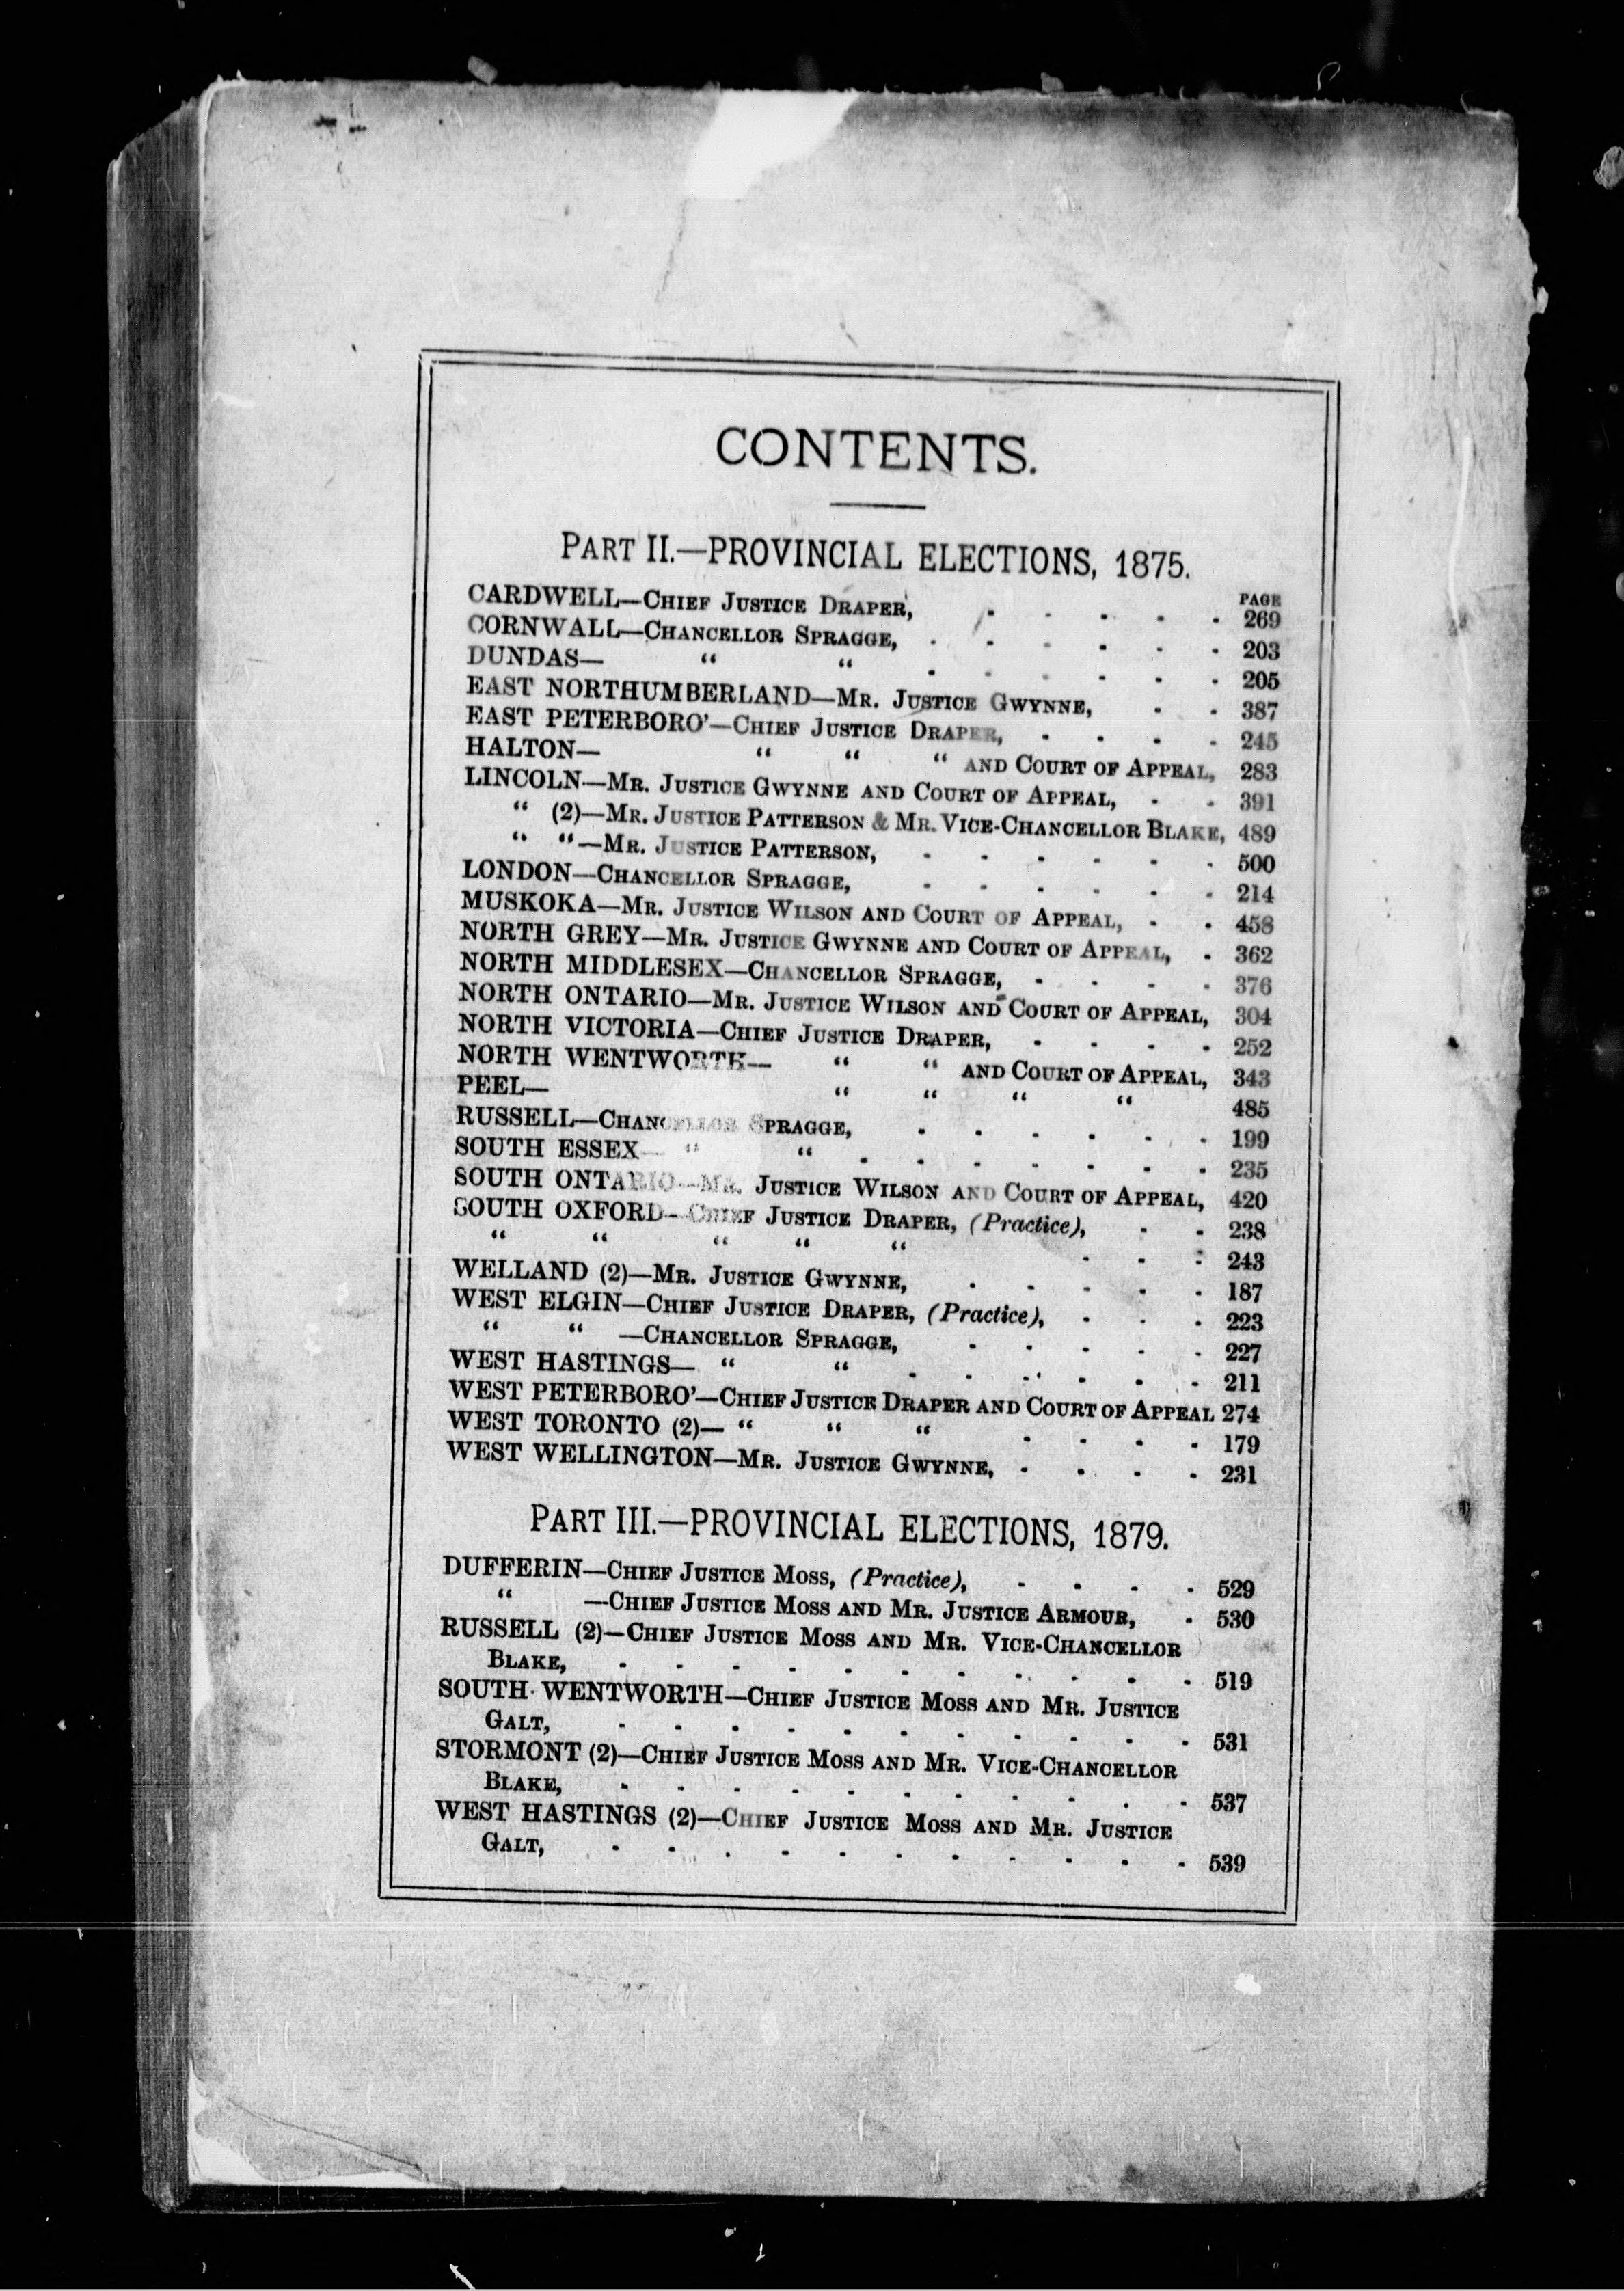 CONTENTS.
PART II.—PROVINCIAL ELECTIONS, 1875.
PAGE
CARDWELL—CHIEF JUSTICE DRAPER, - - - - - 269
CORNWALL—CHANCELLOR SPRAGGE, - - - - - - 203
DUNDAS— “ “ - - - - - - 205
EAST NORTHUMBERLAND—MR. JUSTICE GWYNNE, - - 387
EAST PETERBORO’—CHIEF JUSTICE DRAPER, - - - - 245
HALTON— “ “ “ AND COURT OF APPEAL, 283
LINCOLN—MR. JUSTICE GWYNNE AND COURT OF APPEAL, - - 391
“ (2)—MR. JUSTICE PATTERSON & MR. VICE-CHANCELLOR BLAKE, 489
“ “—MR. JUSTICE PATTERSON, - - - - - - 500
LONDON—CHANCELLOR SPRAGGE, - - - - - - 214
MUSKOKA—MR. JUSTICE WILSON AND COURT OF APPEAL, - - 458
NORTH GREY—MR. JUSTICE GWYNNE AND COURT OF APPEAL, - 362
NORTH MIDDLESEX—CHANCELLOR SPRAGGE, - - - - 376
NORTH ONTARIO—MR. JUSTICE WILSON AND COURT OF APPEAL, 304
NORTH VICTORIA—CHIEF JUSTICE DRAPER, - - - - 252
NORTH WENTWORTH— “ “ AND COURT OF APPEAL, 343
PEEL— “ “ “ “ 485
RUSSELL—CHANCELLOR SPRAGGE, - - - - - - 199
SOUTH ESSEX— “ “ - - - - - - - 235
SOUTH ONTARIO—MR. JUSTICE WILSON AND COURT OF APPEAL, 420
SOUTH OXFORD—CHIEF JUSTICE DRAPER, (Practice), - - 238
“ “ “ “ “ - - - 243
WELLAND (2)—MR. JUSTICE GWYNNE, - - - - - 187
WEST ELGIN—CHIEF JUSTICE DRAPER, (Practice), - - - 223
“ “ —CHANCELLOR SPRAGGE, - - - - - 227
WEST HASTINGS— “ “ - - - - - - 211
WEST PETERBORO’—CHIEF JUSTICE DRAPER AND COURT OF APPEAL 274
WEST TORONTO (2)— “ “ “ - - - - 179
WEST WELLINGTON—MR. JUSTICE GWYNNE, - - - - 231
PART III.—PROVINCIAL ELECTIONS, 1879.
DUFFERIN—CHIEF JUSTICE MOSS, (Practice), - - - - 529
“ —CHIEF JUSTICE MOSS AND MR. JUSTICE ARMOUR, - 530
RUSSELL (2)—CHIEF JUSTICE MOSS AND MR. VICE-CHANCELLOR
BLAKE, - - - - - - - - - - - 519
SOUTH WENTWORTH—CHIEF JUSTICE MOSS AND MR. JUSTICE
GALT, - - - - - - - - - - - 531
STORMONT (2)—CHIEF JUSTICE MOSS AND MR. VICE-CHANCELLOR
BLAKE, - - - - - - - - - - - 537
WEST HASTINGS (2)—CHIEF JUSTICE MOSS AND MR. JUSTICE
GALT, - - - - - - - - - - - 539